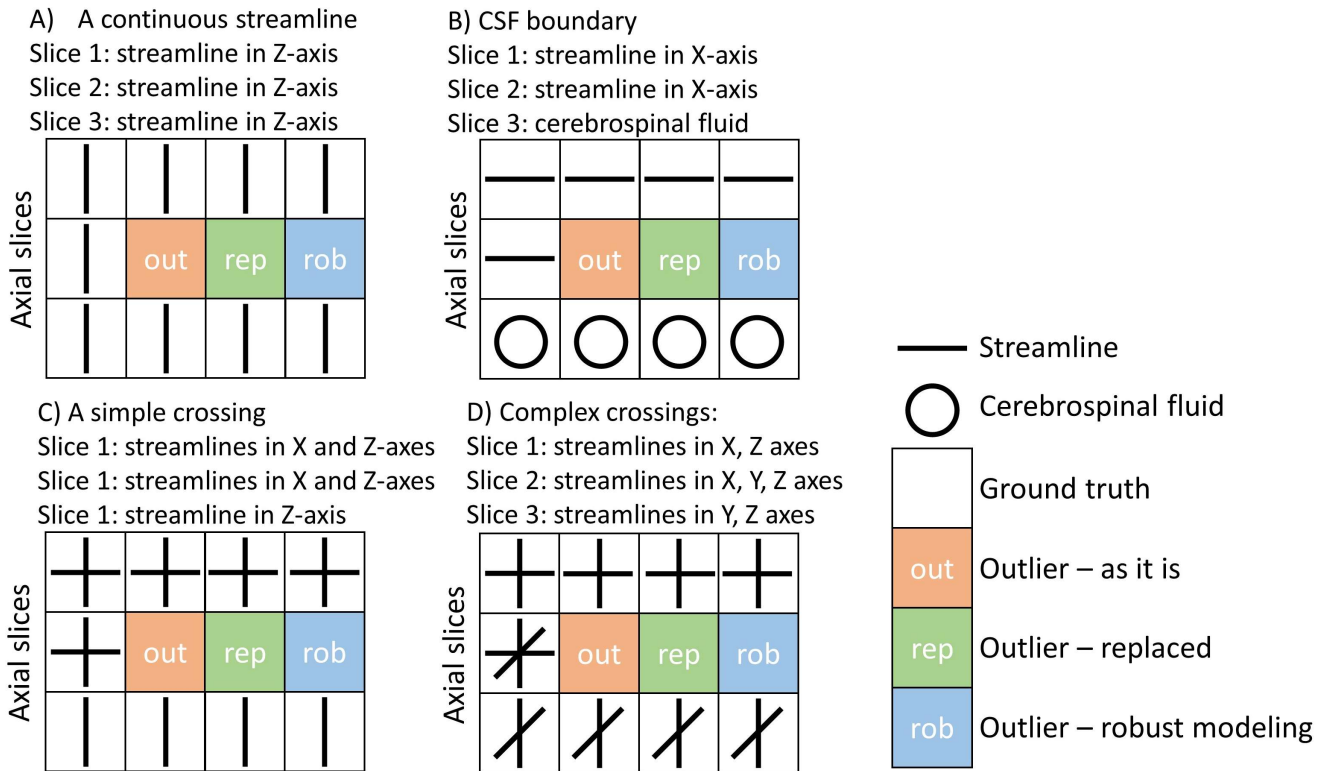 A) A continuous streamline
Slice 1: streamline in Z-axis
Slice 2: streamline in Z-axis
Slice 3: streamline in Z-axis
Axial slices
out rep rob
B) CSF boundary
Slice 1: streamline in X-axis
Slice 2: streamline in X-axis
Slice 3: cerebrospinal fluid
Axial slices
out rep rob
C) A simple crossing
Slice 1: streamlines in X and Z-axes
Slice 1: streamlines in X and Z-axes
Slice 1: streamline in Z-axis
Axial slices
out rep rob
D) Complex crossings:
Slice 1: streamlines in X, Z axes
Slice 2: streamlines in X, Y, Z axes
Slice 3: streamlines in Y, Z axes
Axial slices
out rep rob
Streamline
Cerebrospinal fluid
Ground truth
out Outlier – as it is
rep Outlier – replaced
rob Outlier – robust modeling